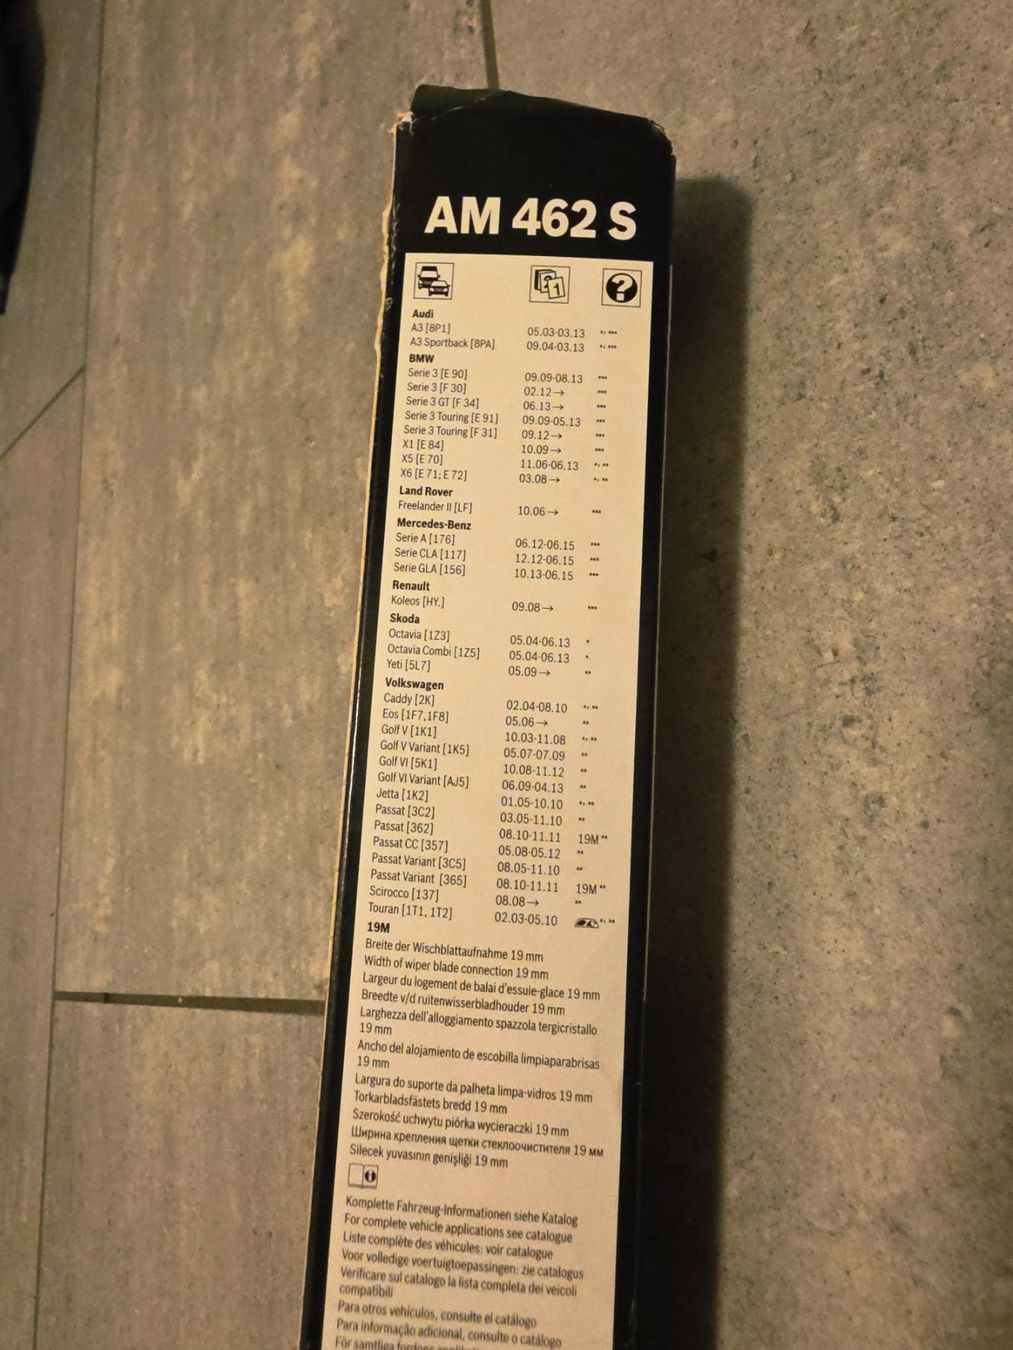 AM 462 S
Audi
A3 [8P1] 05.03-03.13 *, ***
A3 Sportback [8PA] 09.04-03.13 *, ***
BMW
Serie 3 [E 90] 09.09-08.13 ***
Serie 3 [F 30] 02.12→ ***
Serie 3 GT [F 34] 06.13→ ***
Serie 3 Touring [E 91] 09.09-05.13 ***
Serie 3 Touring [F 31] 09.12→ ***
X1 [E 84] 10.09→ ***
X5 [E 70] 11.06-06.13 *, **
X6 [E 71; E 72] 03.08→ *, **
Land Rover
Freelander II [LF] 10.06→ ***
Mercedes-Benz
Serie A [176] 06.12-06.15 ***
Serie CLA [117] 12.12-06.15 ***
Serie GLA [156] 10.13-06.15 ***
Renault
Koleos [HY.] 09.08→ ***
Skoda
Octavia [1Z3] 05.04-06.13 *
Octavia Combi [1Z5] 05.04-06.13 *
Yeti [5L7] 05.09→ **
Volkswagen
Caddy [2K] 02.04-08.10 *, **
Eos [1F7,1F8] 05.06→ **
Golf V [1K1] 10.03-11.08 *, **
Golf V Variant [1K5] 05.07-07.09 **
Golf VI [5K1] 10.08-11.12 **
Golf VI Variant [AJ5] 06.09-04.13 **
Jetta [1K2] 01.05-10.10 *, **
Passat [3C2] 03.05-11.10 **
Passat [362] 08.10-11.11 19M **
Passat CC [357] 05.08-05.12 **
Passat Variant [3C5] 08.05-11.10 **
Passat Variant [365] 08.10-11.11 19M **
Scirocco [137] 08.08→ **
Touran [1T1, 1T2] 02.03-05.10 *, **
19M
Breite der Wischblattaufnahme 19 mm
Width of wiper blade connection 19 mm
Largeur du logement de balai d'essuie-glace 19 mm
Breedte v/d ruitenwisserbladhouder 19 mm
Larghezza dell'alloggiamento spazzola tergicristallo
19 mm
Ancho del alojamiento de escobilla limpiaparabrisas
19 mm
Largura do suporte da palheta limpa-vidros 19 mm
Torkarbladsfästets bredd 19 mm
Szerokość uchwytu piórka wycieraczki 19 mm
Ширина крепления щетки стеклоочистителя 19 мм
Silecek yuvasının genişliği 19 mm
Komplette Fahrzeug-Informationen siehe Katalog
For complete vehicle applications see catalogue
Liste complète des véhicules: voir catalogue
Voor volledige voertuigtoepassingen: zie catalogus
Verificare sul catalogo la lista completa dei veicoli
compatibili
Para otros vehículos, consulte el catálogo
Para informação adicional, consulte o catálogo
För samtliga fordons